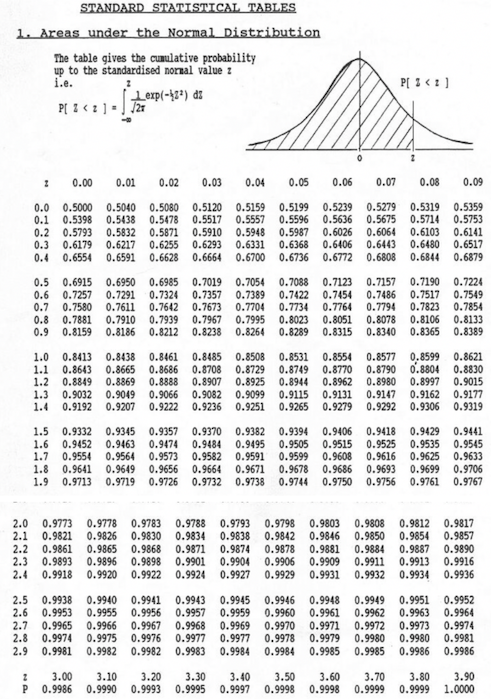 STANDARD STATISTICAL TABLES
1. Areas under the Normal Distribution
The table gives the cumulative probability
up to the standardised normal value z
i.e.
P[ Z < z ] = ∫ 1/√2π exp(-½Z²) dZ
z
-∞
P[ Z < z ]
0 z
z 0.00 0.01 0.02 0.03 0.04 0.05 0.06 0.07 0.08 0.09
0.0 0.5000 0.5040 0.5080 0.5120 0.5159 0.5199 0.5239 0.5279 0.5319 0.5359
0.1 0.5398 0.5438 0.5478 0.5517 0.5557 0.5596 0.5636 0.5675 0.5714 0.5753
0.2 0.5793 0.5832 0.5871 0.5910 0.5948 0.5987 0.6026 0.6064 0.6103 0.6141
0.3 0.6179 0.6217 0.6255 0.6293 0.6331 0.6368 0.6406 0.6443 0.6480 0.6517
0.4 0.6554 0.6591 0.6628 0.6664 0.6700 0.6736 0.6772 0.6808 0.6844 0.6879
0.5 0.6915 0.6950 0.6985 0.7019 0.7054 0.7088 0.7123 0.7157 0.7190 0.7224
0.6 0.7257 0.7291 0.7324 0.7357 0.7389 0.7422 0.7454 0.7486 0.7517 0.7549
0.7 0.7580 0.7611 0.7642 0.7673 0.7704 0.7734 0.7764 0.7794 0.7823 0.7854
0.8 0.7881 0.7910 0.7939 0.7967 0.7995 0.8023 0.8051 0.8078 0.8106 0.8133
0.9 0.8159 0.8186 0.8212 0.8238 0.8264 0.8289 0.8315 0.8340 0.8365 0.8389
1.0 0.8413 0.8438 0.8461 0.8485 0.8508 0.8531 0.8554 0.8577 0.8599 0.8621
1.1 0.8643 0.8665 0.8686 0.8708 0.8729 0.8749 0.8770 0.8790 0.8804 0.8830
1.2 0.8849 0.8869 0.8888 0.8907 0.8925 0.8944 0.8962 0.8980 0.8997 0.9015
1.3 0.9032 0.9049 0.9066 0.9082 0.9099 0.9115 0.9131 0.9147 0.9162 0.9177
1.4 0.9192 0.9207 0.9222 0.9236 0.9251 0.9265 0.9279 0.9292 0.9306 0.9319
1.5 0.9332 0.9345 0.9357 0.9370 0.9382 0.9394 0.9406 0.9418 0.9429 0.9441
1.6 0.9452 0.9463 0.9474 0.9484 0.9495 0.9505 0.9515 0.9525 0.9535 0.9545
1.7 0.9554 0.9564 0.9573 0.9582 0.9591 0.9599 0.9608 0.9616 0.9625 0.9633
1.8 0.9641 0.9649 0.9656 0.9664 0.9671 0.9678 0.9686 0.9693 0.9699 0.9706
1.9 0.9713 0.9719 0.9726 0.9732 0.9738 0.9744 0.9750 0.9756 0.9761 0.9767
2.0 0.9773 0.9778 0.9783 0.9788 0.9793 0.9798 0.9803 0.9808 0.9812 0.9817
2.1 0.9821 0.9826 0.9830 0.9834 0.9838 0.9842 0.9846 0.9850 0.9854 0.9857
2.2 0.9861 0.9865 0.9868 0.9871 0.9874 0.9878 0.9881 0.9884 0.9887 0.9890
2.3 0.9893 0.9896 0.9898 0.9901 0.9904 0.9906 0.9909 0.9911 0.9913 0.9916
2.4 0.9918 0.9920 0.9922 0.9924 0.9927 0.9929 0.9931 0.9932 0.9934 0.9936
2.5 0.9938 0.9940 0.9941 0.9943 0.9945 0.9946 0.9948 0.9949 0.9951 0.9952
2.6 0.9953 0.9955 0.9956 0.9957 0.9959 0.9960 0.9961 0.9962 0.9963 0.9964
2.7 0.9965 0.9966 0.9967 0.9968 0.9969 0.9970 0.9971 0.9972 0.9973 0.9974
2.8 0.9974 0.9975 0.9976 0.9977 0.9977 0.9978 0.9979 0.9980 0.9980 0.9981
2.9 0.9981 0.9982 0.9982 0.9983 0.9984 0.9984 0.9985 0.9985 0.9986 0.9986
z 3.00 3.10 3.20 3.30 3.40 3.50 3.60 3.70 3.80 3.90
P 0.9986 0.9990 0.9993 0.9995 0.9997 0.9998 0.9998 0.9999 0.9999 1.0000